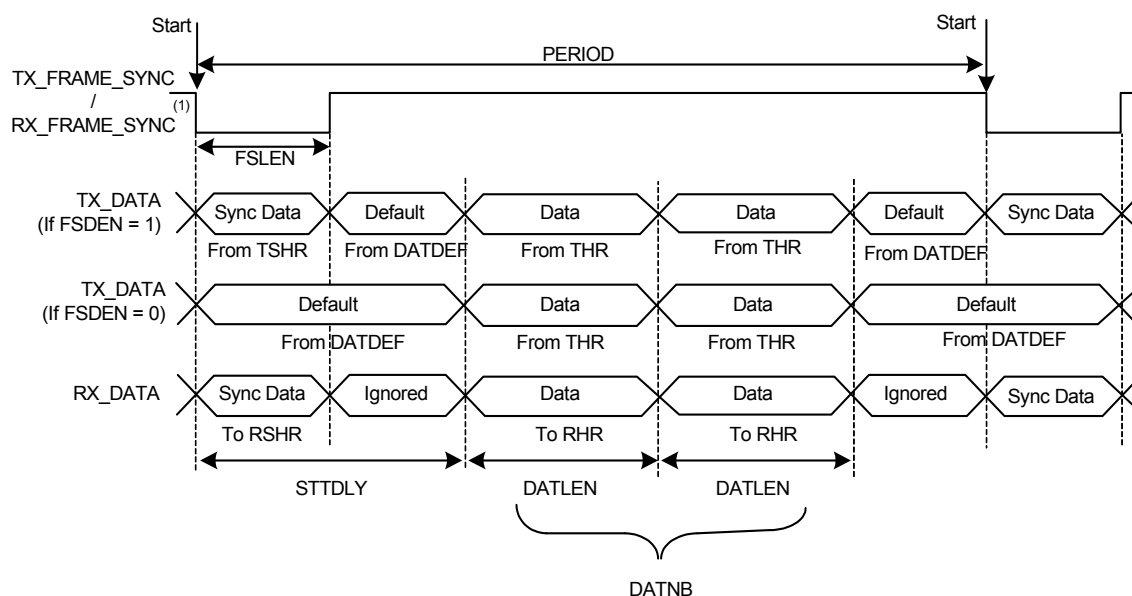 Start
Start
PERIOD
TX_FRAME_SYNC
/
RX_FRAME_SYNC
(1)
FSLEN
TX_DATA
(If FSDEN = 1)
Sync Data
Default
Data
Data
Default
Sync Data
From TSHR
From DATDEF
From THR
From THR
From DATDEF
TX_DATA
(If FSDEN = 0)
Default
Data
Data
Default
From DATDEF
From THR
From THR
From DATDEF
RX_DATA
Sync Data
Ignored
Data
Data
Ignored
Sync Data
To RSHR
To RHR
To RHR
STTDLY
DATLEN
DATLEN
DATNB